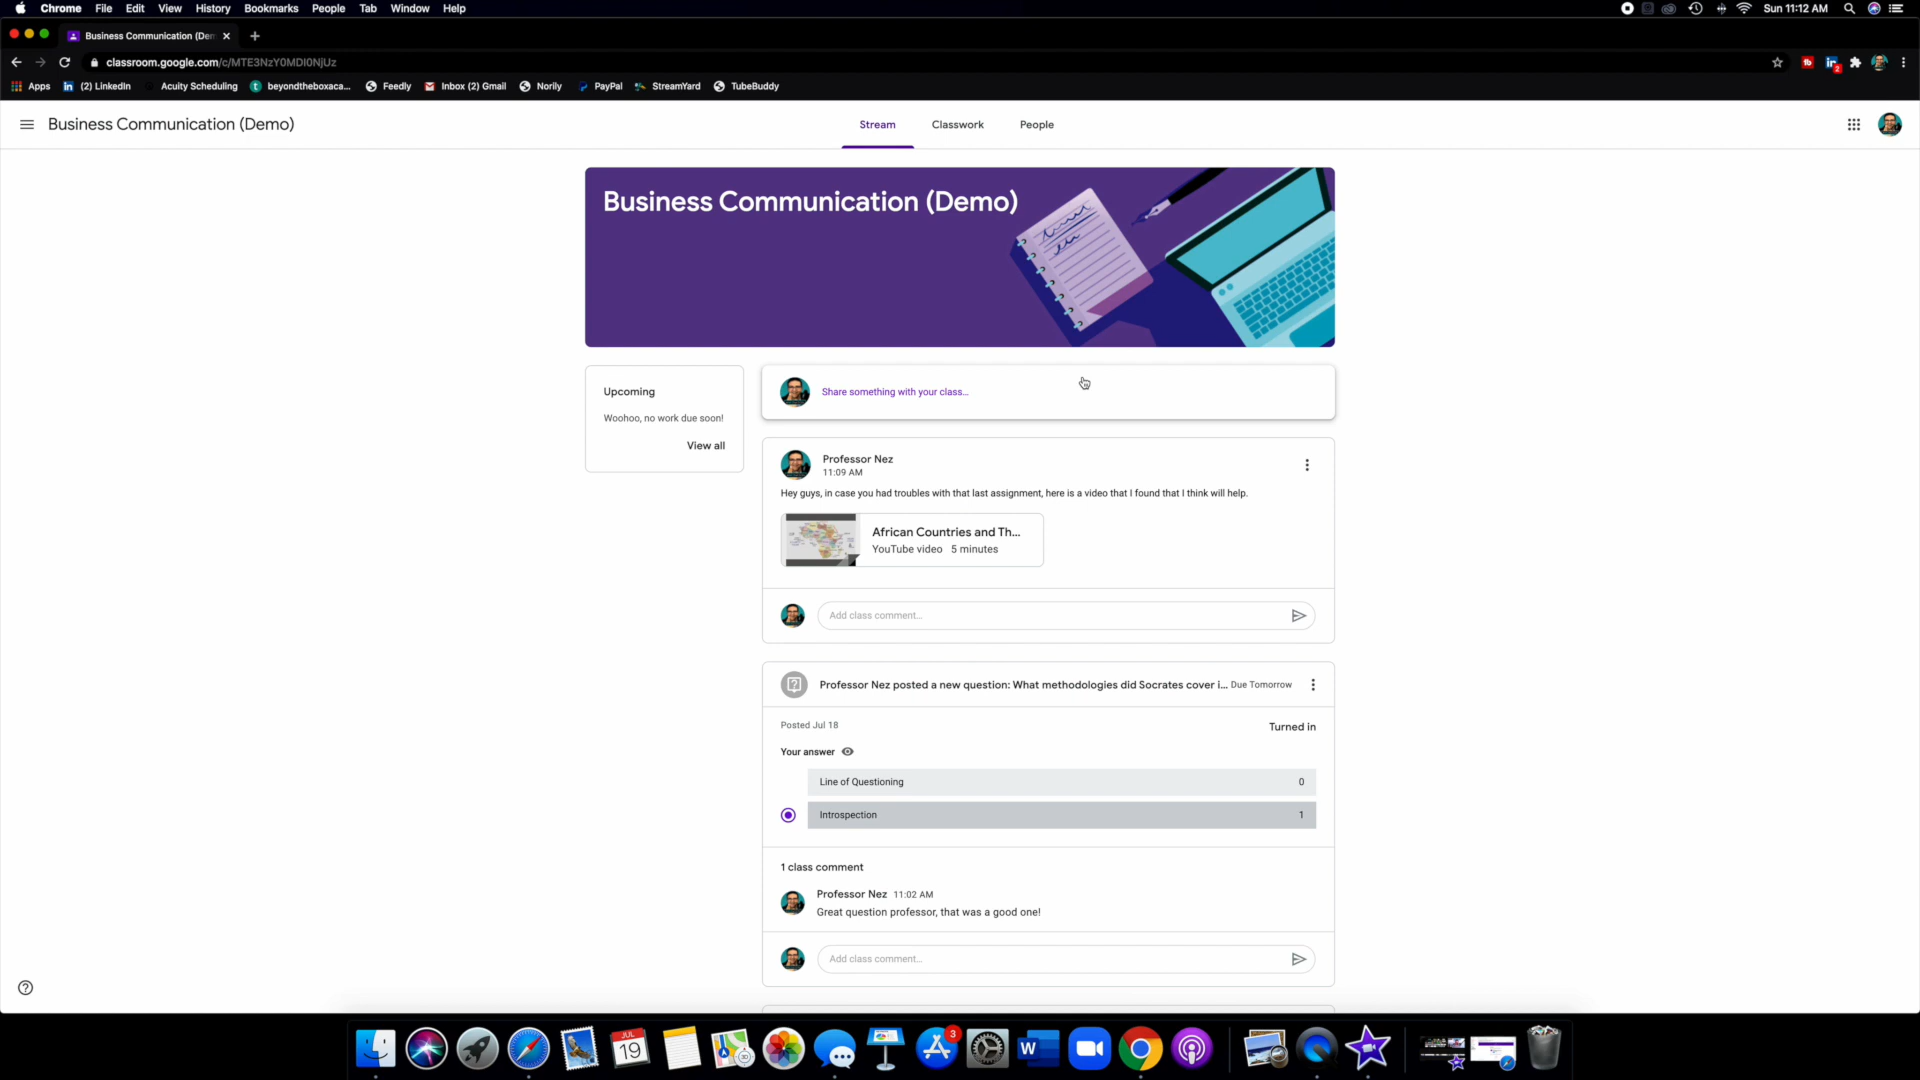 Chrome File Edit View History Bookmarks People Tab Window Help
Sun 11:12 AM
Business Communication (Den
classroom.google.com/c/MTE3NzY0MDI0NjUz
2
Apps (2) LinkedIn Acuity Scheduling beyondtheboxaca... Feedly Inbox (2) Gmail Norily PayPal StreamYard TubeBuddy
Business Communication (Demo)
Stream Classwork People
Business Communication (Demo)
Upcoming
Woohoo, no work due soon!
View all
Share something with your class...
Professor Nez
11:09 AM
Hey guys, in case you had troubles with that last assignment, here is a video that I found that I think will help.
African Countries and Th...
YouTube video 5 minutes
Add class comment...
Professor Nez posted a new question: What methodologies did Socrates cover i... Due Tomorrow
Posted Jul 18
Turned in
Your answer
Line of Questioning 0
Introspection 1
1 class comment
Professor Nez 11:02 AM
Great question professor, that was a good one!
Add class comment...
JUL
19
3D
3
W